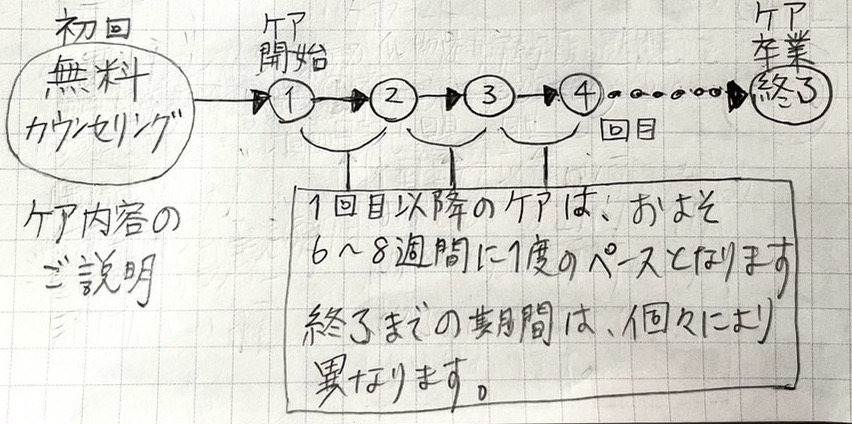 初回
無料
カウンセリング
ケア内容の
ご説明
ケア
開始
1 2 3 4
回目
ケア
卒業
終了
1回目以降のケアは、およそ
6～8週間に1度のペースとなります
終了までの期間は、個々により
異なります。